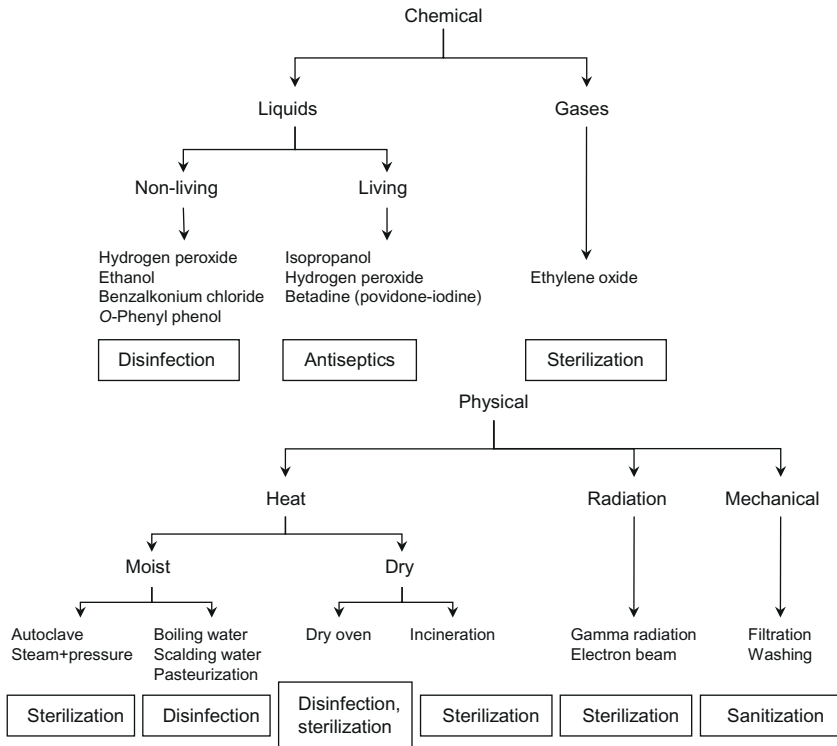 Chemical
Liquids
Gases
Non-living
Living
Hydrogen peroxide
Ethanol
Benzalkonium chloride
O-Phenyl phenol
Isopropanol
Hydrogen peroxide
Betadine (povidone-iodine)
Ethylene oxide
Disinfection
Antiseptics
Sterilization
Physical
Heat
Radiation
Mechanical
Moist
Dry
Autoclave
Steam+pressure
Boiling water
Scalding water
Pasteurization
Dry oven
Incineration
Gamma radiation
Electron beam
Filtration
Washing
Sterilization
Disinfection
Disinfection,
sterilization
Sterilization
Sterilization
Sanitization